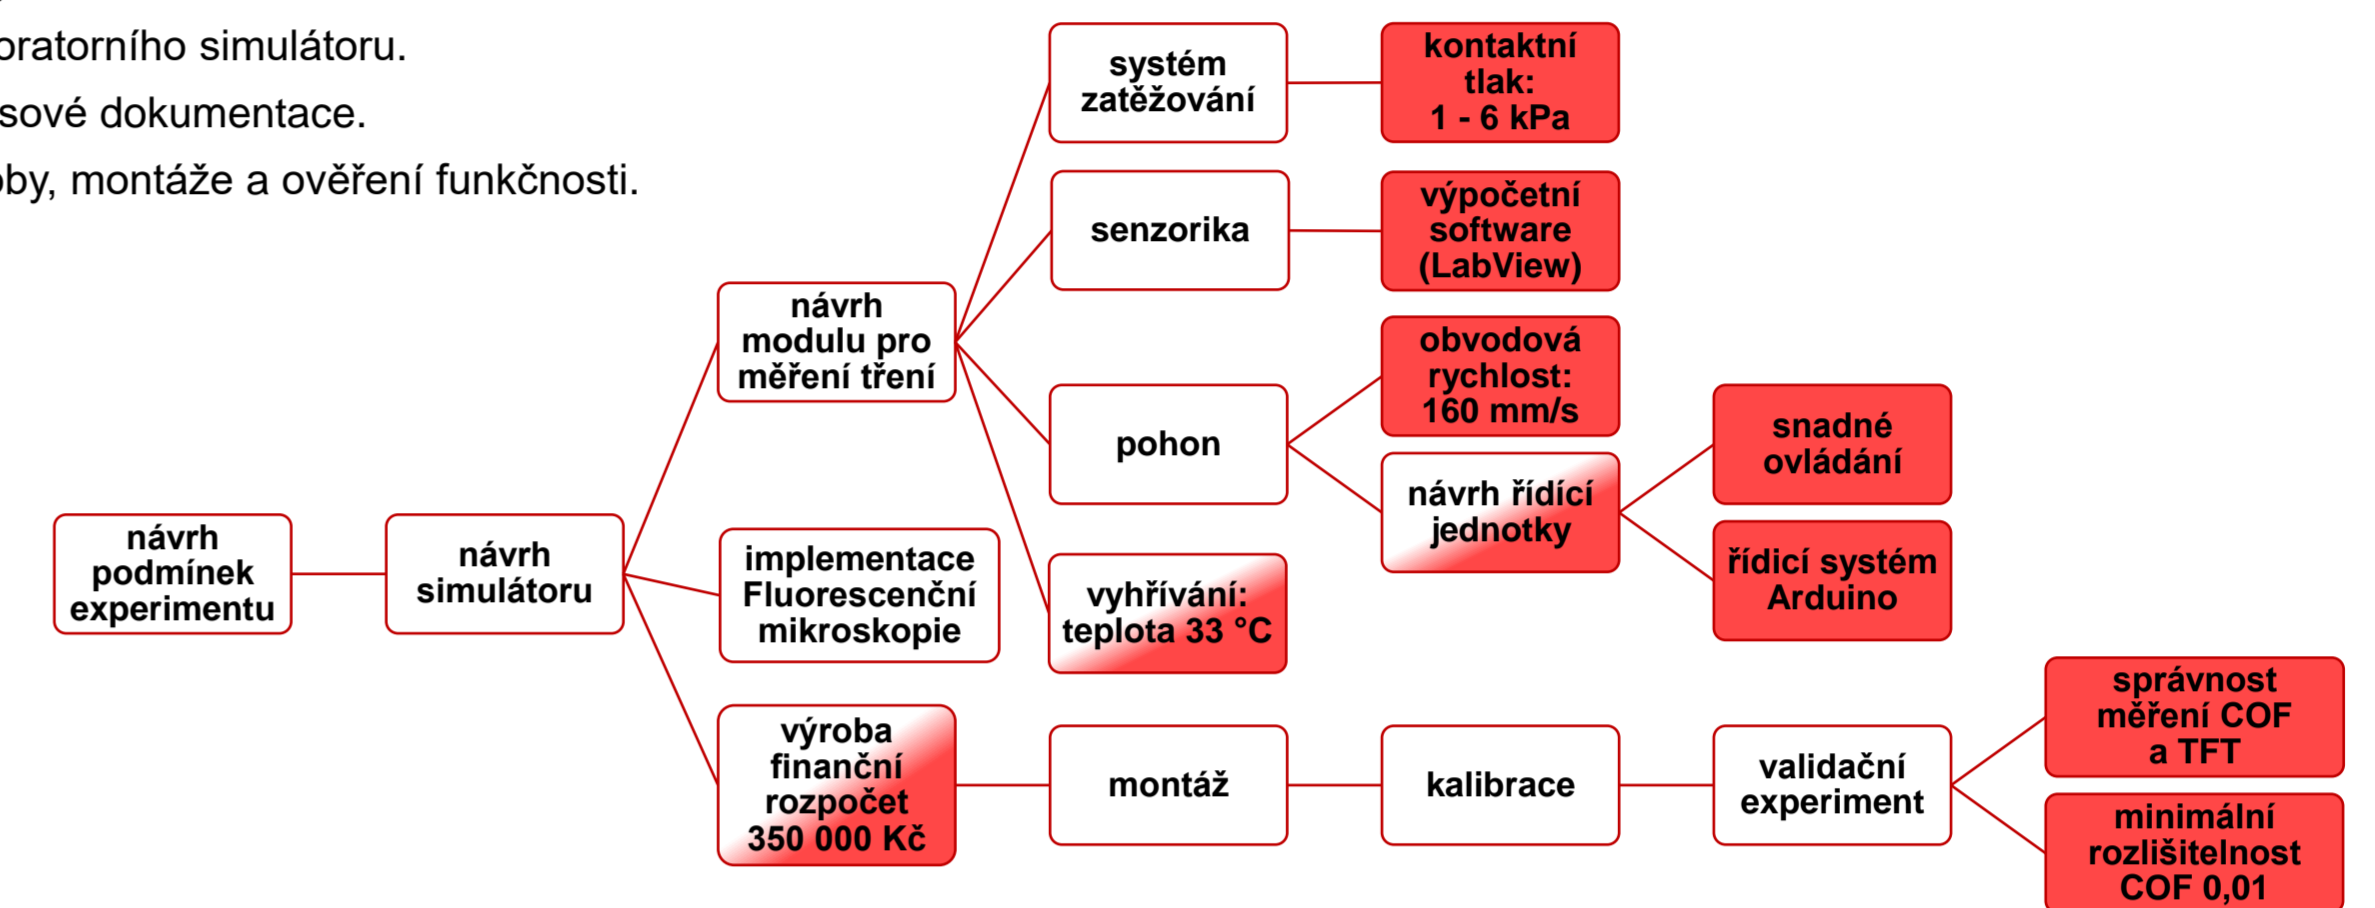 oratorního simulátoru.
sové dokumentace.
oby, montáže a ověření funkčnosti.
systém
zatěžování
kontaktní
tlak:
1 - 6 kPa
senzorika
výpočetní
software
(LabView)
návrh
modulu pro
měření tření
obvodová
rychlost:
160 mm/s
pohon
snadné
ovládání
návrh řídící
jednotky
návrh
podmínek
experimentu
návrh
simulátoru
implementace
Fluorescenční
mikroskopie
vyhřívání:
teplota 33 °C
řídicí systém
Arduino
výroba
finanční
rozpočet
350 000 Kč
montáž
kalibrace
validační
experiment
správnost
měření COF
a TFT
minimální
rozlišitelnost
COF 0,01